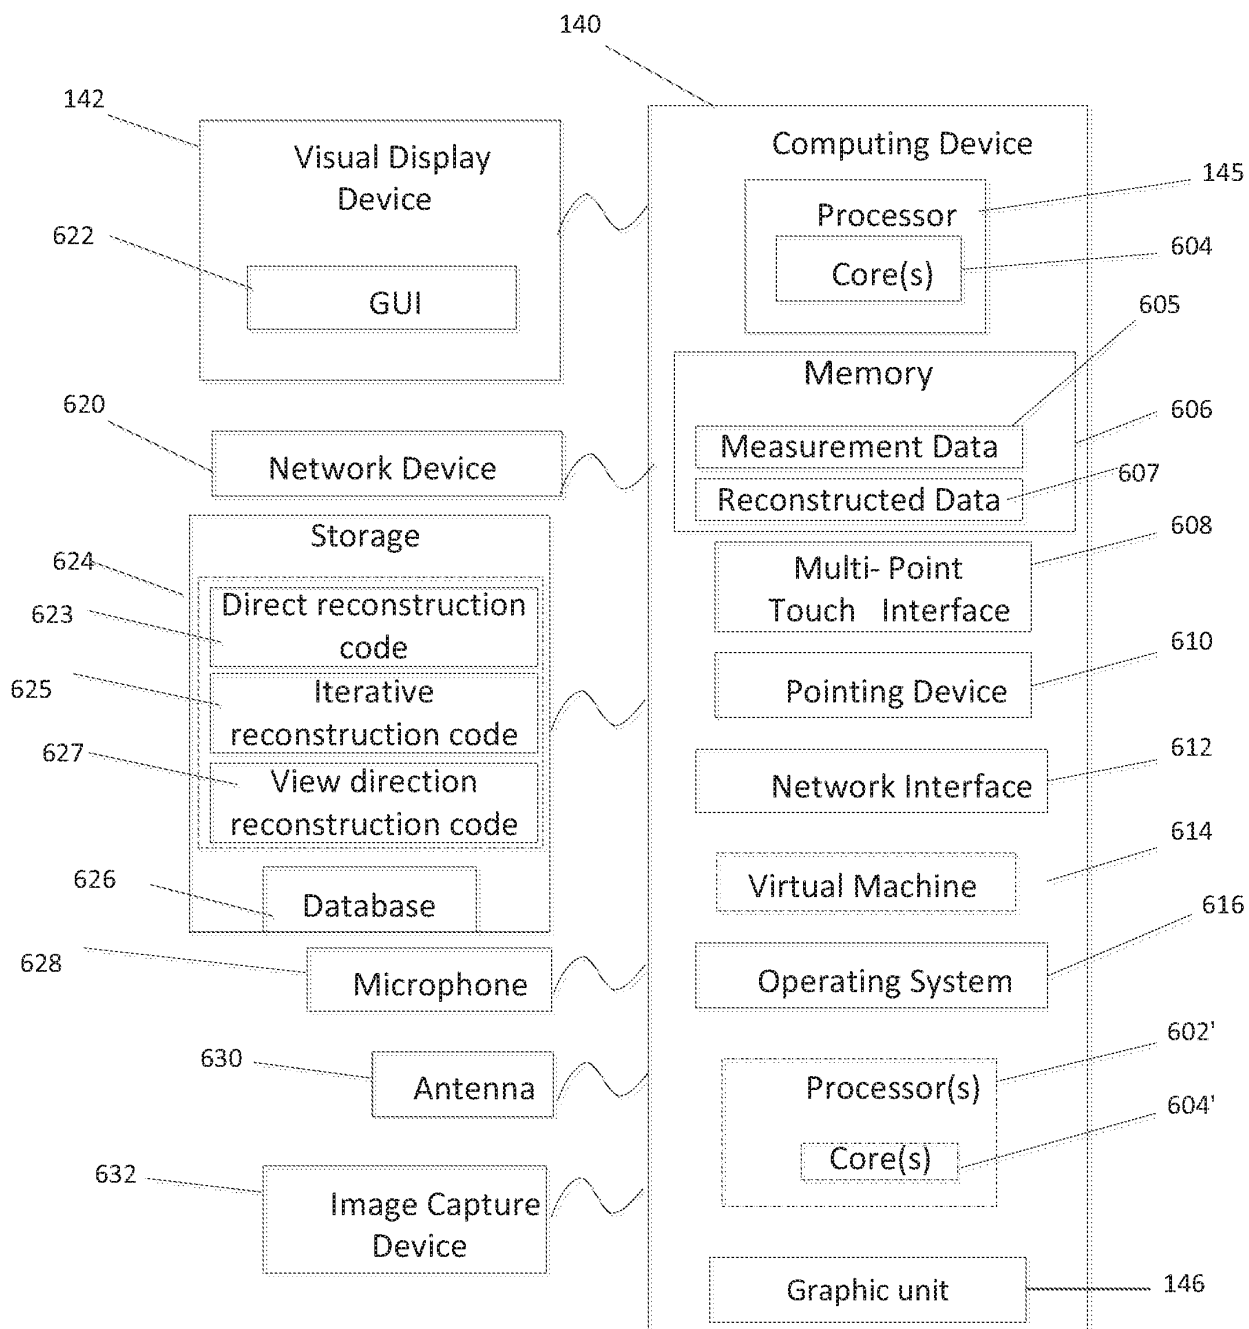 140
142
Visual Display
Device
622
GUI
620
Network Device
Storage
624
Direct reconstruction
code
623
Iterative
reconstruction code
625
View direction
reconstruction code
627
626
Database
628
Microphone
630
Antenna
632
Image Capture
Device
Computing Device
145
Processor
604
Core(s)
605
Memory
606
Measurement Data
607
Reconstructed Data
608
Multi- Point
Touch Interface
610
Pointing Device
612
Network Interface
614
Virtual Machine
616
Operating System
602'
Processor(s)
604'
Core(s)
Graphic unit
146